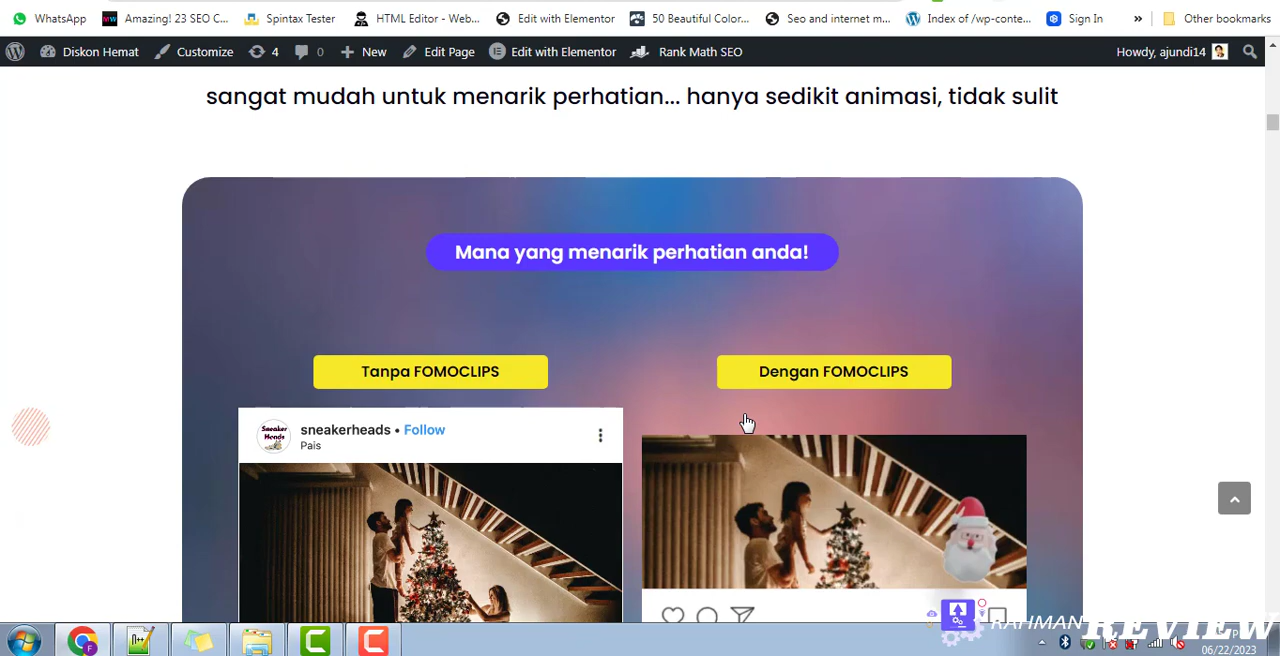 WhatsApp Amazing! 23 SEO C... Spintax Tester HTML Editor - Web... Edit with Elementor 50 Beautiful Color... Seo and internet m... Index of /wp-conte... Sign In » Other bookmarks
Diskon Hemat Customize 4 0 New Edit Page Edit with Elementor Rank Math SEO Howdy, ajundi14
sangat mudah untuk menarik perhatian... hanya sedikit animasi, tidak sulit
Mana yang menarik perhatian anda!
Tanpa FOMOCLIPS Dengan FOMOCLIPS
Sneaker Heads
sneakerheads • Follow
Pais
RAHMAN REVIEW
06/22/2023